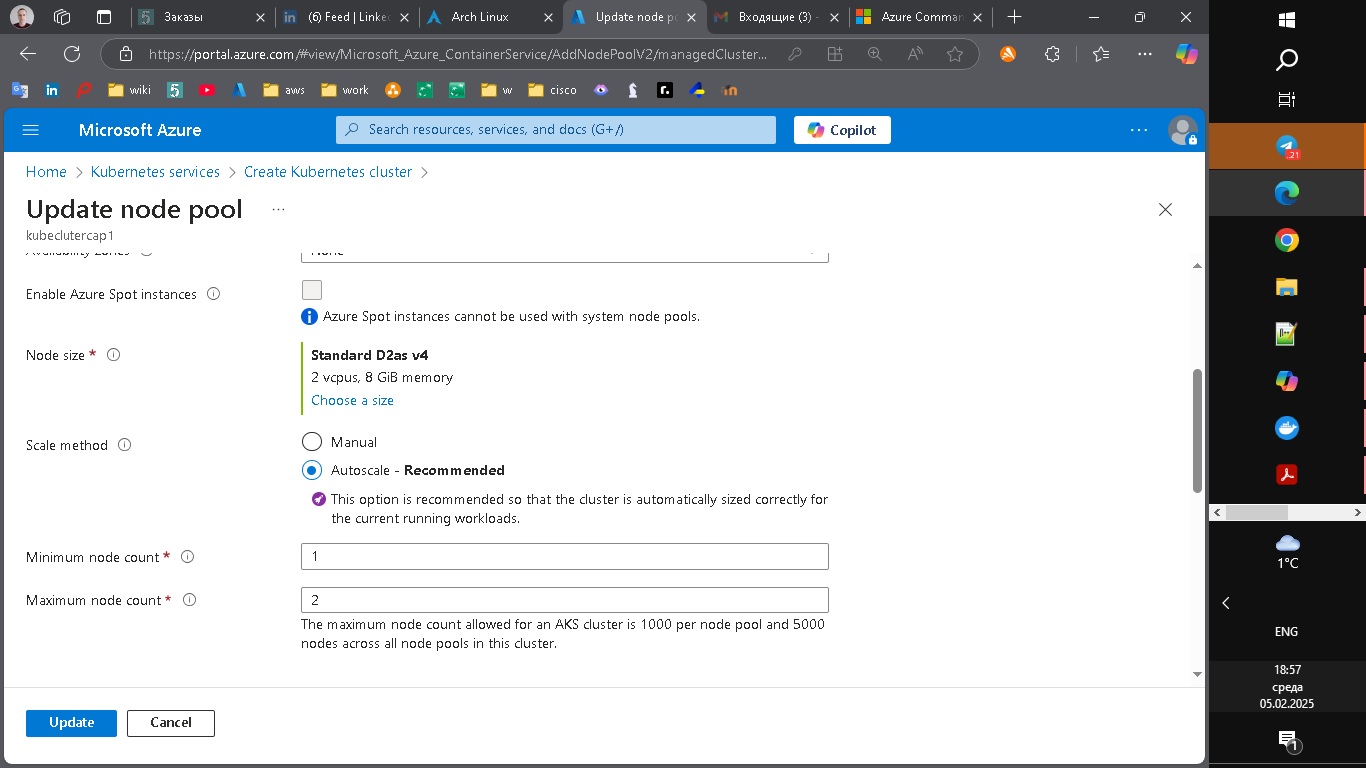 Заказы
(6) Feed | Linke
Arch Linux
Update node po
Входящие (3) -
Azure Comman
https://portal.azure.com/#view/Microsoft_Azure_ContainerService/AddNodePoolV2/managedCluster...
wiki
aws
work
w
cisco
Microsoft Azure
Search resources, services, and docs (G+/)
Copilot
Home > Kubernetes services > Create Kubernetes cluster >
Update node pool
kubeclutercap1
Availability zones
None
Enable Azure Spot instances
Azure Spot instances cannot be used with system node pools.
Node size *
Standard D2as v4
2 vcpus, 8 GiB memory
Choose a size
Scale method
Manual
Autoscale - Recommended
This option is recommended so that the cluster is automatically sized correctly for
the current running workloads.
Minimum node count *
1
Maximum node count *
2
The maximum node count allowed for an AKS cluster is 1000 per node pool and 5000
nodes across all node pools in this cluster.
Update
Cancel
21
1°C
ENG
18:57
среда
05.02.2025
1